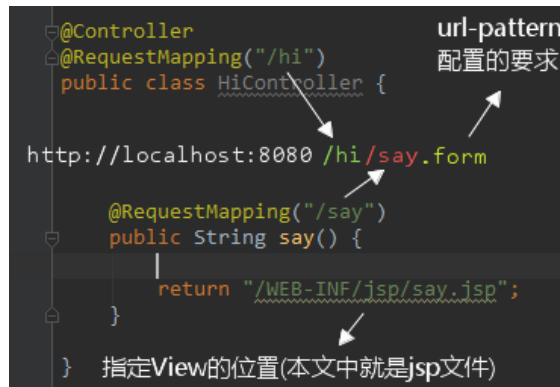 @Controller
url-pattern
@RequestMapping("/hi")
配置的要求
public class HiController {
http://localhost:8080 /hi/say.form
@RequestMapping("/say")
public String say() {
return "/WEB-INF/jsp/say.jsp";
}
} 指定View的位置(本文中就是jsp文件)